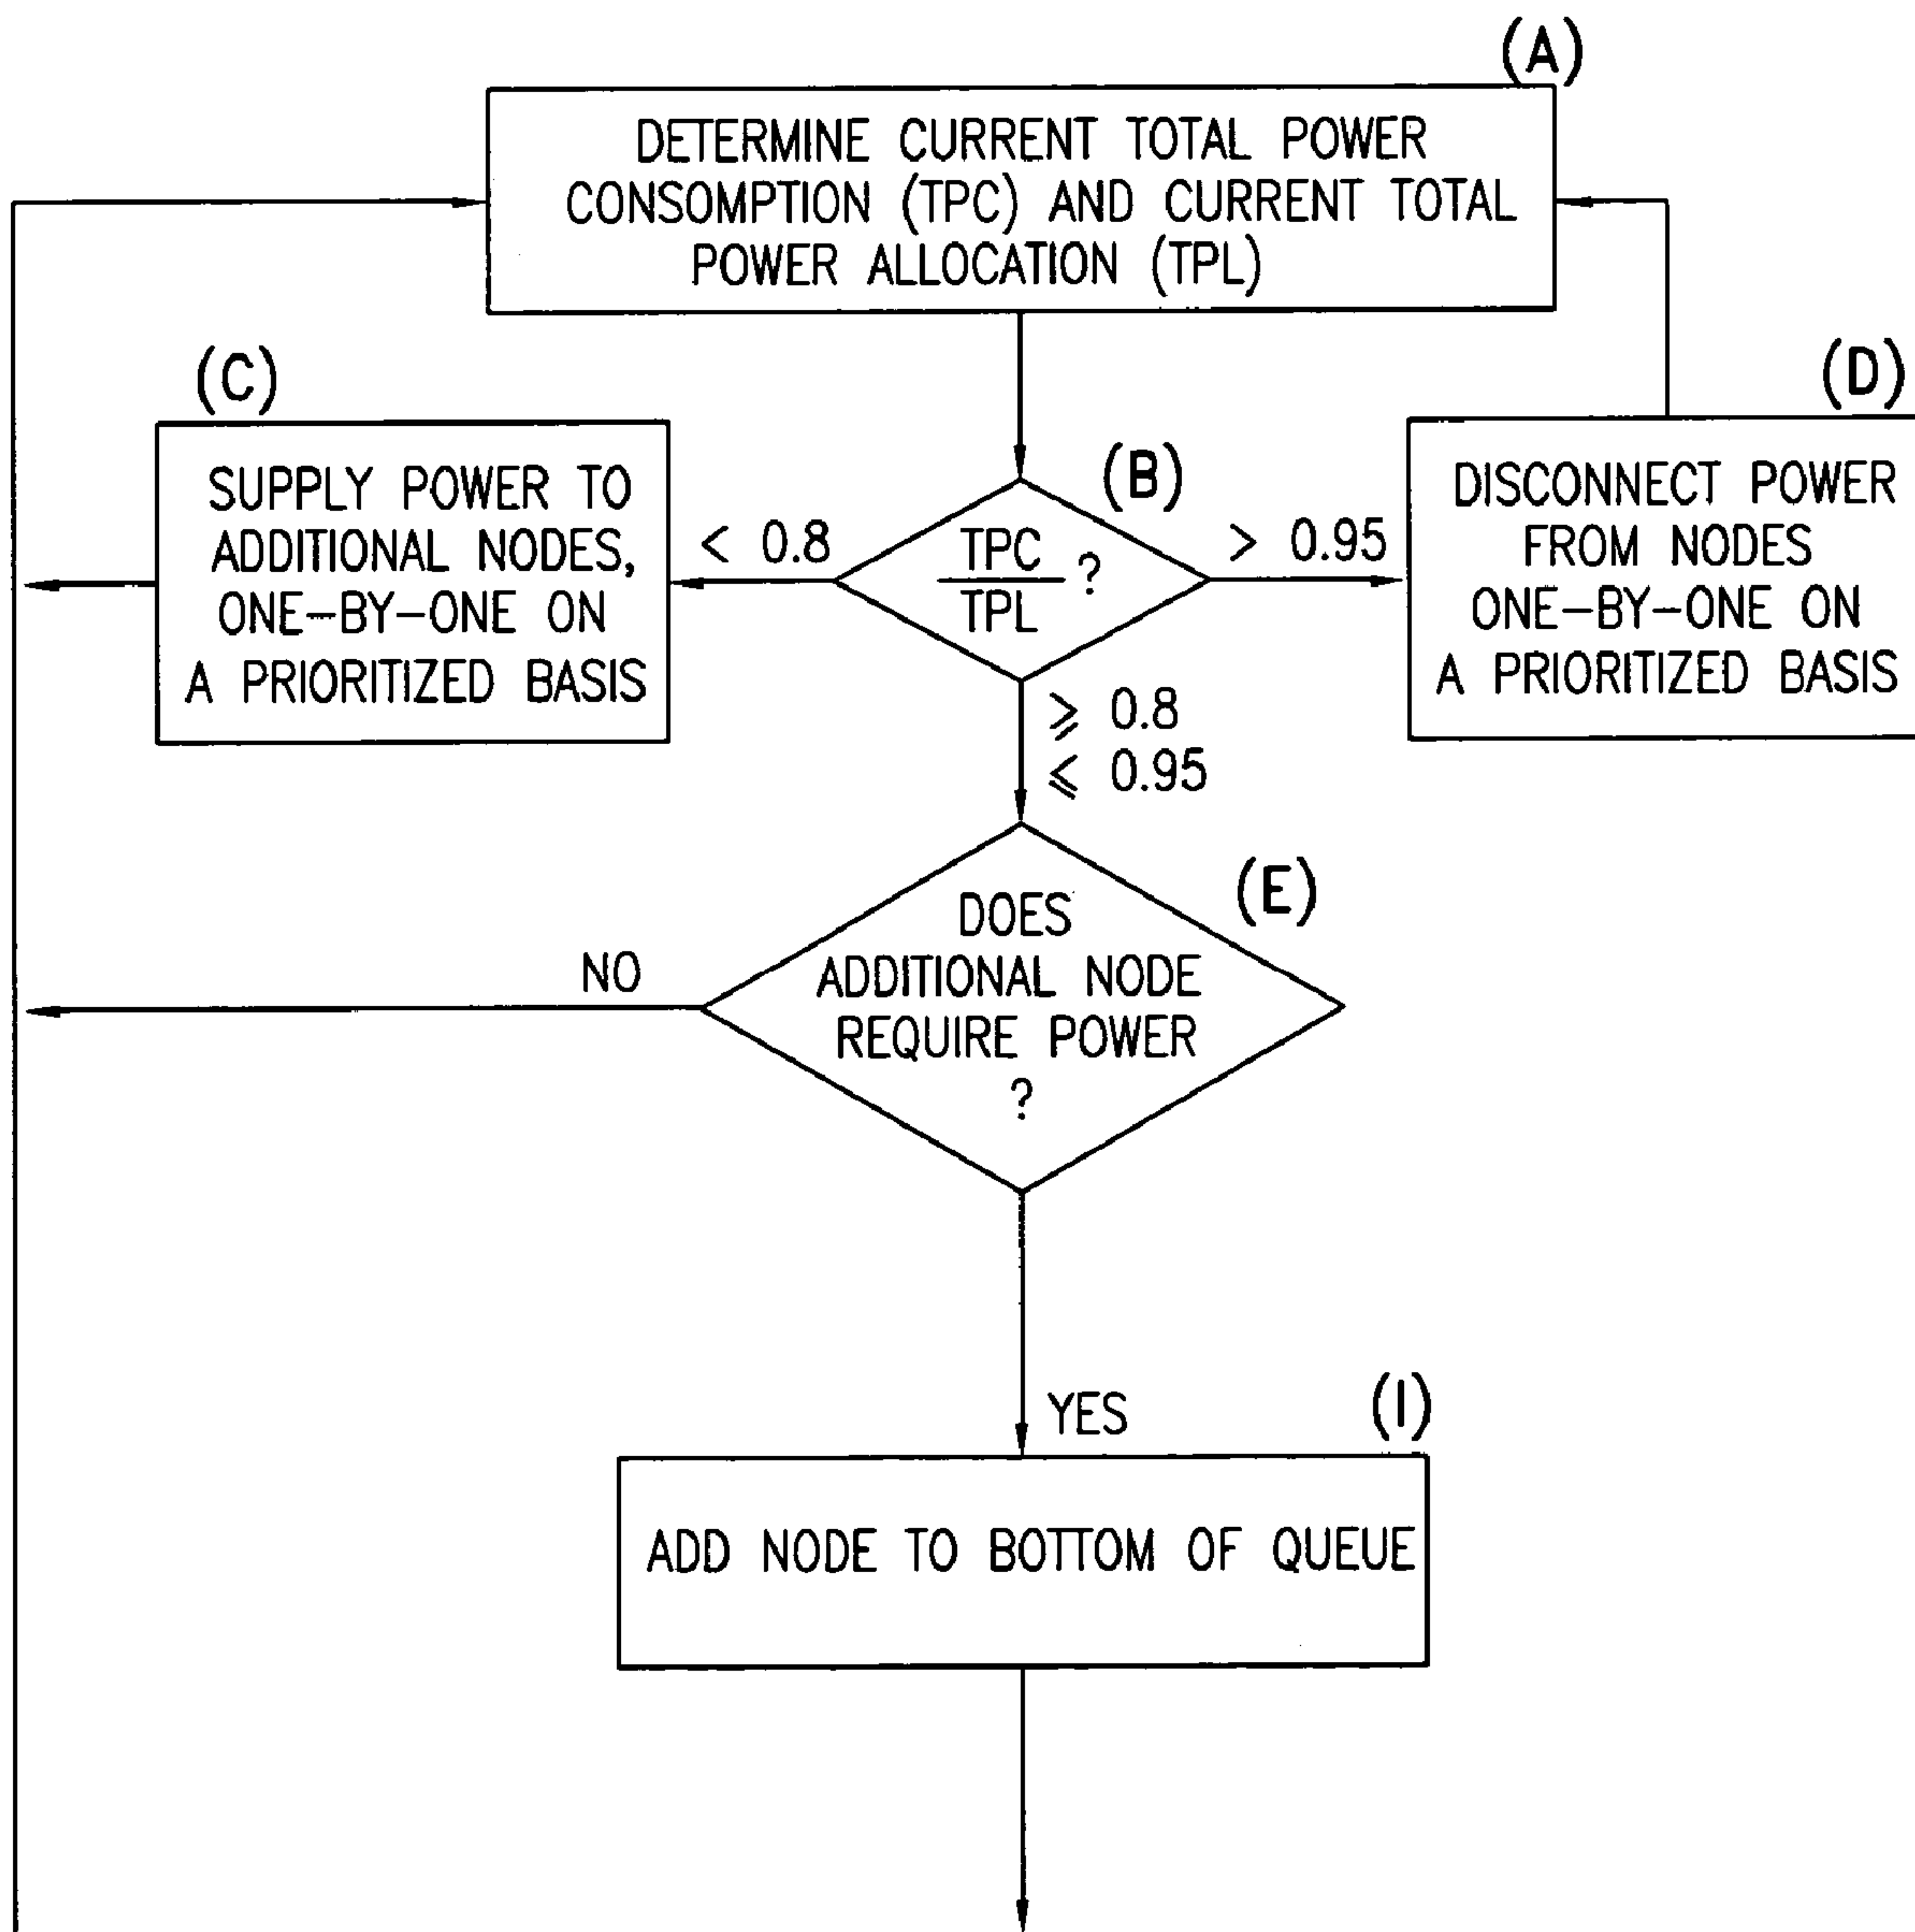 (A)
DETERMINE CURRENT TOTAL POWER
CONSOMPTION (TPC) AND CURRENT TOTAL
POWER ALLOCATION (TPL)
(C)
SUPPLY POWER TO
ADDITIONAL NODES,
ONE-BY-ONE ON
A PRIORITIZED BASIS
< 0.8
(B)
TPC
TPL
?
> 0.95
(D)
DISCONNECT POWER
FROM NODES
ONE-BY-ONE ON
A PRIORITIZED BASIS
⩾ 0.8
⩽ 0.95
(E)
DOES
ADDITIONAL NODE
REQUIRE POWER
?
NO
YES
(I)
ADD NODE TO BOTTOM OF QUEUE